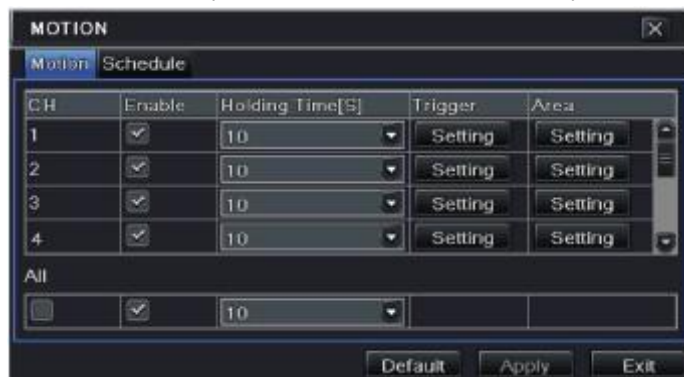 MOTION
Motion Schedule
CH Enable Holding Time[S] Trigger Area
1 10 Setting Setting
2 10 Setting Setting
3 10 Setting Setting
4 10 Setting Setting
All
10
Default Apply Exit